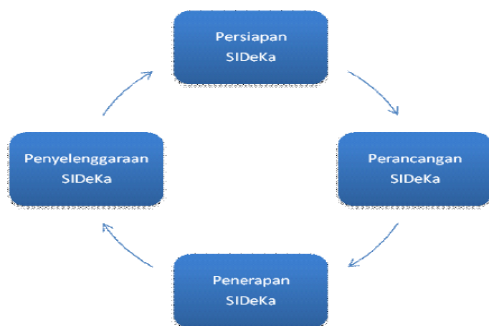 Persiapan
SIDeKa
Perancangan
SIDeKa
Penerapan
SIDeKa
Penyelenggaraan
SIDeKa